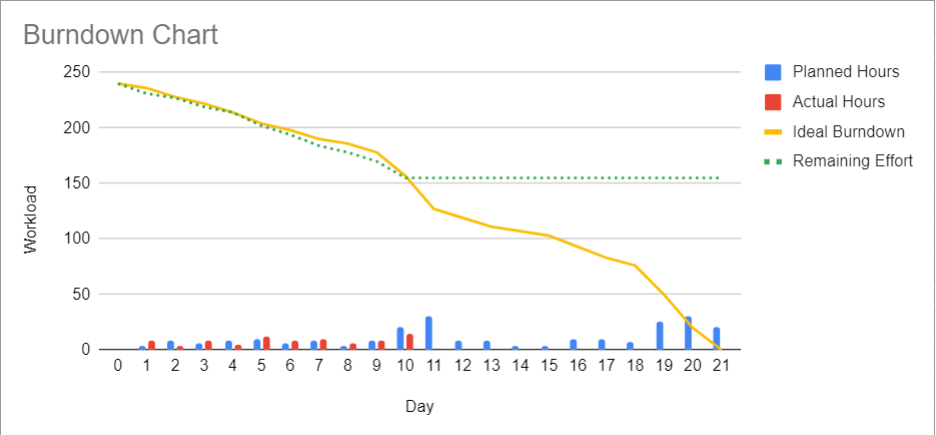 Burndown Chart
250
200
150
100
50
0
Workload
0 1 2 3 4 5 6 7 8 9 10 11 12 13 14 15 16 17 18 19 20 21
Day
Planned Hours
Actual Hours
Ideal Burndown
Remaining Effort